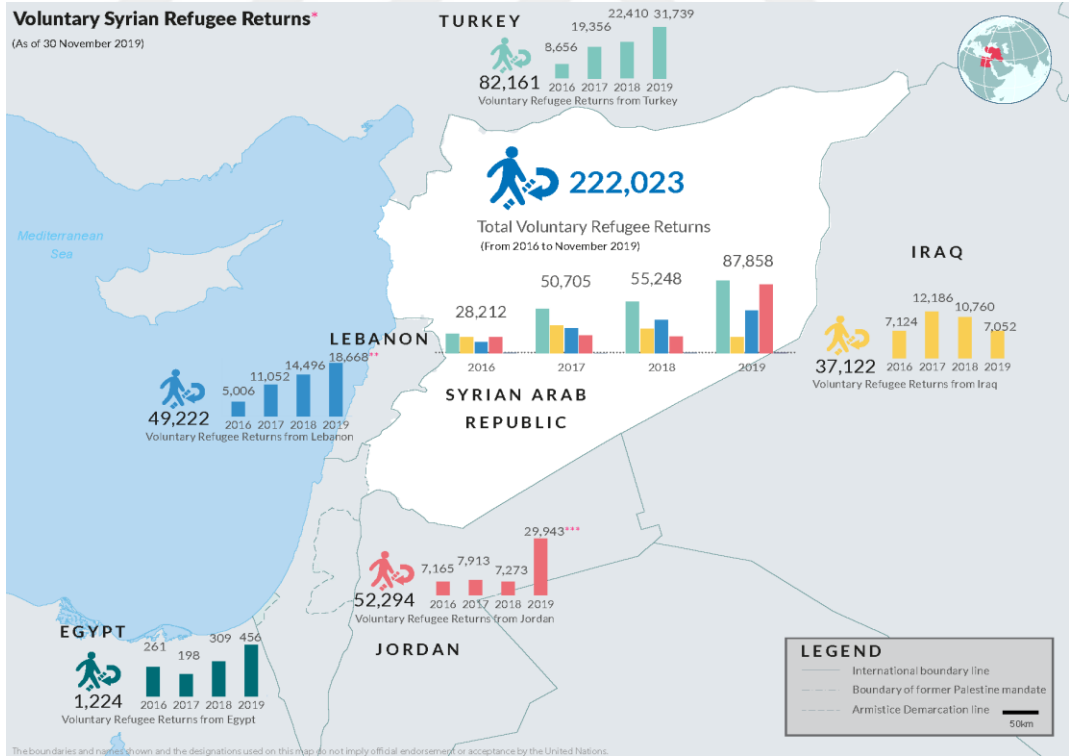 Voluntary Syrian Refugee Returns*
(As of 30 November 2019)
TURKEY
8,656 19,356 22,410 31,739
82,161
2016 2017 2018 2019
Voluntary Refugee Returns from Turkey
222,023
Total Voluntary Refugee Returns
(From 2016 to November 2019)
28,212 50,705 55,248 87,858
2016 2017 2018 2019
SYRIAN ARAB
REPUBLIC
Mediterranean
Sea
IRAQ
7,124 12,186 10,760 7,052
37,122
2016 2017 2018 2019
Voluntary Refugee Returns from Iraq
LEBANON
5,006 11,052 14,496 18,668**
49,222
2016 2017 2018 2019
Voluntary Refugee Returns from Lebanon
7,165 7,913 7,273 29,943***
52,294
2016 2017 2018 2019
Voluntary Refugee Returns from Jordan
JORDAN
EGYPT
261 198 309 456
1,224
2016 2017 2018 2019
Voluntary Refugee Returns from Egypt
LEGEND
International boundary line
Boundary of former Palestine mandate
Armistice Demarcation line
50km
The boundaries and names shown and the designations used on this map do not imply official endorsement or acceptance by the United Nations.